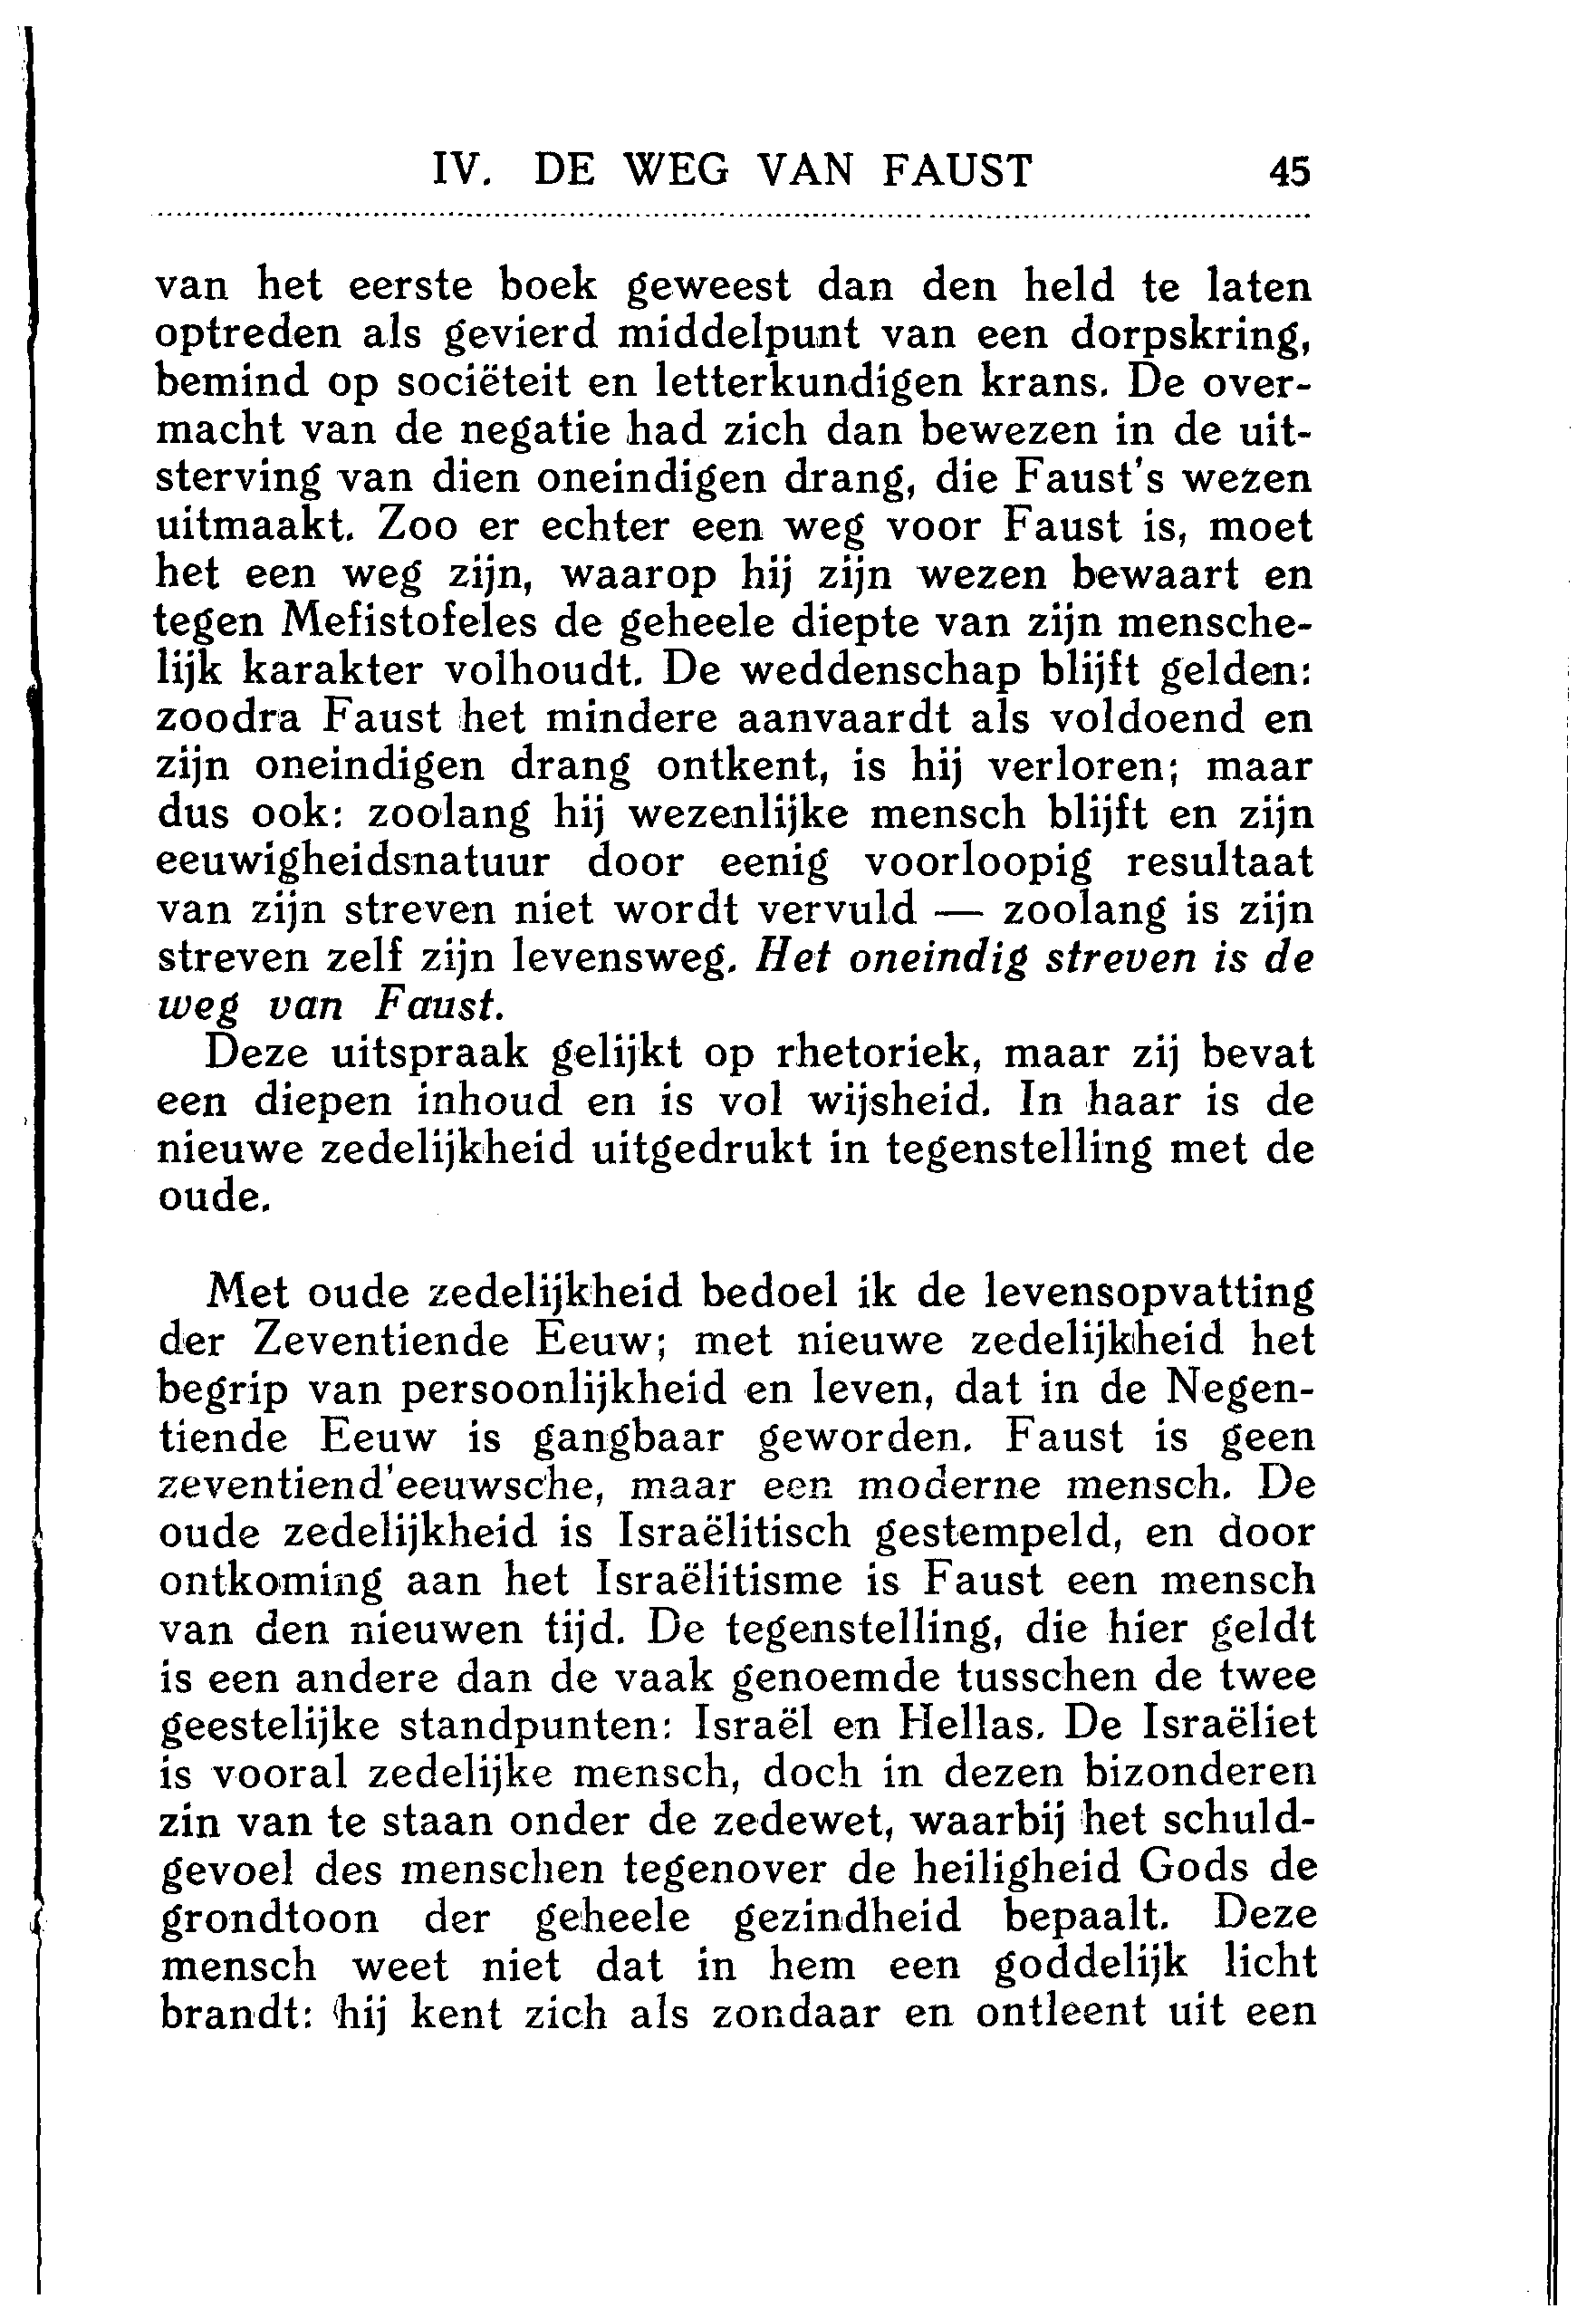 IV. DE WEG VAN FAUST 45
van het eerste boek geweest dan den held te laten
optreden als gevierd middelpunt van een dorpskring,
bemind op sociëteit en letterkundigen krans. De over-
macht van de negatie had zich dan bewezen in de uit-
sterving van dien oneindigen drang, die Faust's wezen
uitmaakt. Zoo er echter een weg voor Faust is, moet
het een weg zijn, waarop hij zijn wezen bewaart en
tegen Mefistofeles de geheele diepte van zijn mensche-
lijk karakter volhoudt. De weddenschap blijft gelden:
zoodra Faust het mindere aanvaardt als voldoend en
zijn oneindigen drang ontkent, is hij verloren; maar
dus ook: zoolang hij wezenlijke mensch blijft en zijn
eeuwigheidsnatuur door eenig voorloopig resultaat
van zijn streven niet wordt vervuld — zoolang is zijn
streven zelf zijn levensweg. Het oneindig streven is de
weg van Faust.
Deze uitspraak gelijkt op rhetoriek, maar zij bevat
een diepen inhoud en is vol wijsheid. In haar is de
nieuwe zedelijkheid uitgedrukt in tegenstelling met de
oude.
Met oude zedelijkheid bedoel ik de levensopvatting
der Zeventiende Eeuw; met nieuwe zedelijkheid het
begrip van persoonlijkheid en leven, dat in de Negen-
tiende Eeuw is gangbaar geworden. Faust is geen
zeventiend'eeuwsche, maar een moderne mensch. De
oude zedelijkheid is Israëlitisch gestempeld, en door
ontkoming aan het Israëlitisme is Faust een mensch
van den nieuwen tijd. De tegenstelling, die hier geldt
is een andere dan de vaak genoemde tusschen de twee
geestelijke standpunten: Israël en Hellas. De Israëliet
is vooral zedelijke mensch, doch in dezen bizonderen
zin van te staan onder de zedewet, waarbij het schuld-
gevoel des menschen tegenover de heiligheid Gods de
grondtoon der geheele gezindheid bepaalt. Deze
mensch weet niet dat in hem een goddelijk licht
brandt: hij kent zich als zondaar en ontleent uit een